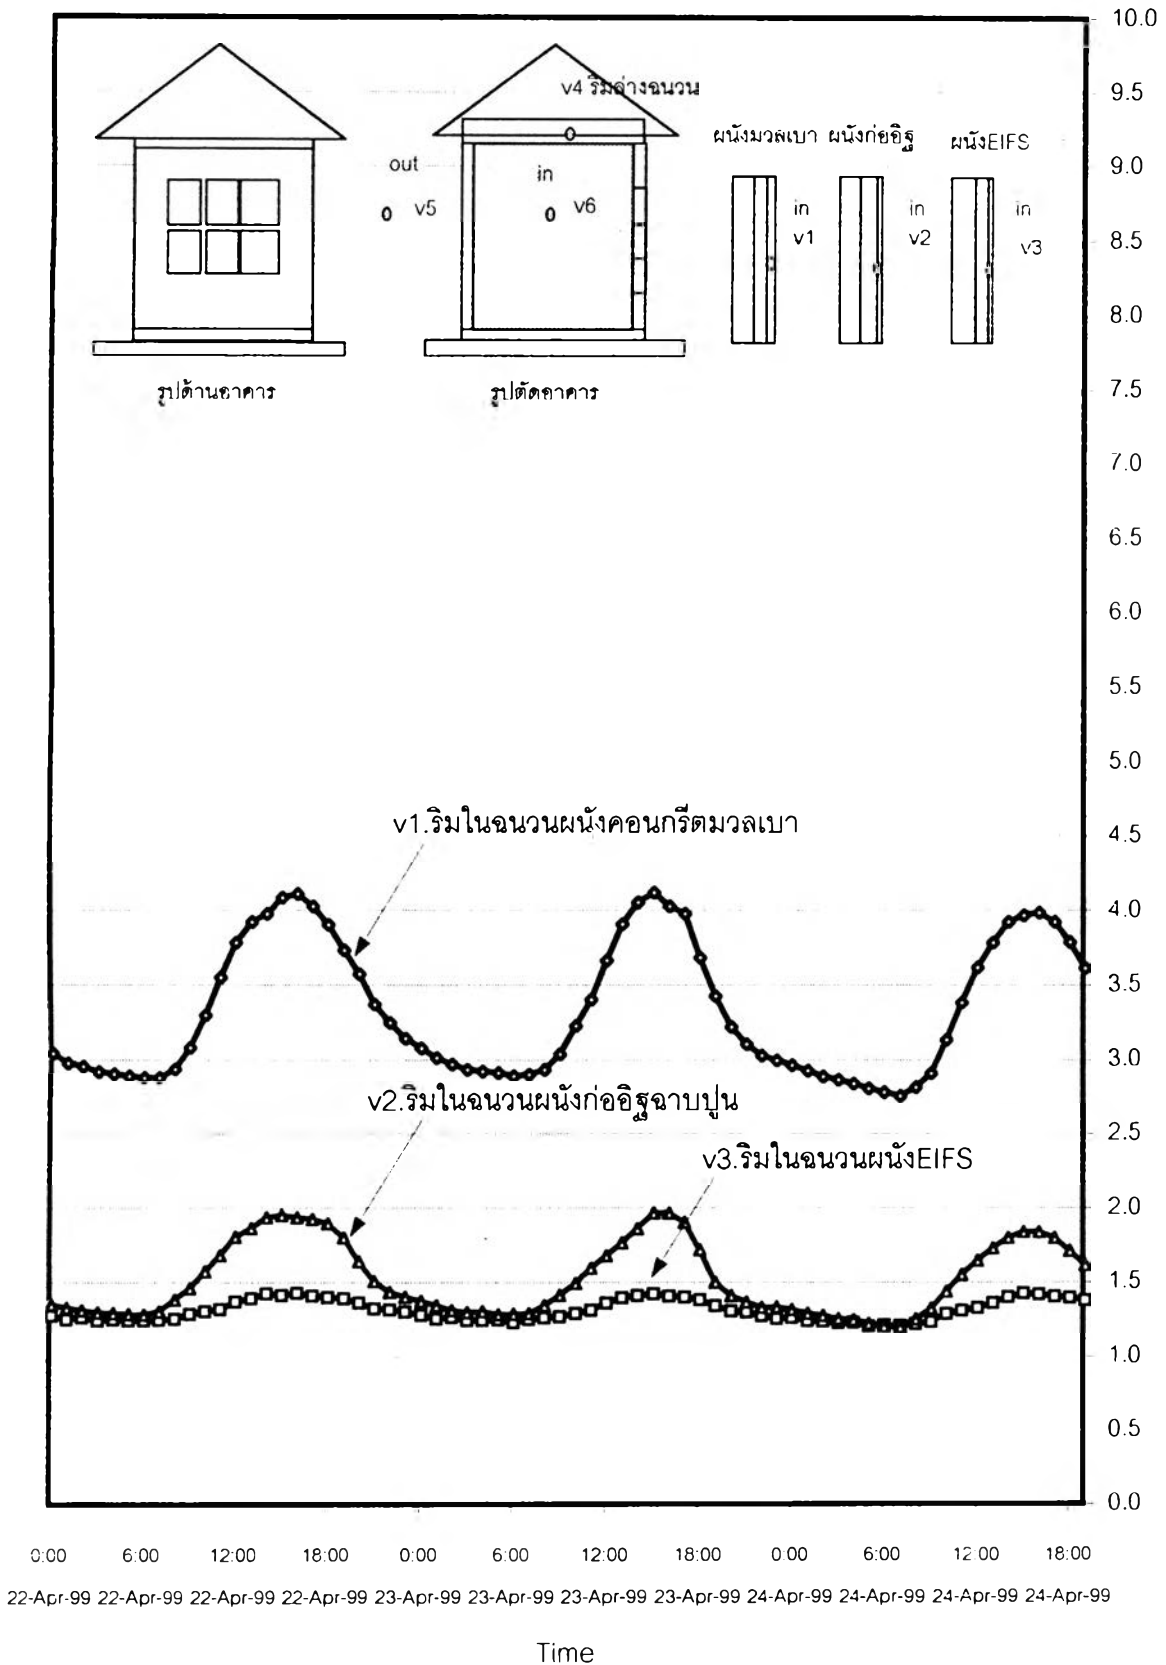 10.0
9.5
9.0
8.5
8.0
7.5
7.0
6.5
6.0
5.5
5.0
4.5
4.0
3.5
3.0
2.5
2.0
1.5
1.0
0.5
0.0
v4 ริมล่างฉนวน
out
v5
in
v6
ผนังมวลเบา
in
v1
ผนังก่ออิฐ
in
v2
ผนังEIFS
in
v3
รูปด้านอาคาร
รูปตัดอาคาร
v1.ริมในฉนวนผนังคอนกรีตมวลเบา
v2.ริมในฉนวนผนังก่ออิฐฉาบปูน
v3.ริมในฉนวนผนังEIFS
0:00 6:00 12:00 18:00 0:00 6:00 12:00 18:00 0:00 6:00 12:00 18:00
22-Apr-99 22-Apr-99 22-Apr-99 22-Apr-99 23-Apr-99 23-Apr-99 23-Apr-99 23-Apr-99 24-Apr-99 24-Apr-99 24-Apr-99 24-Apr-99
Time